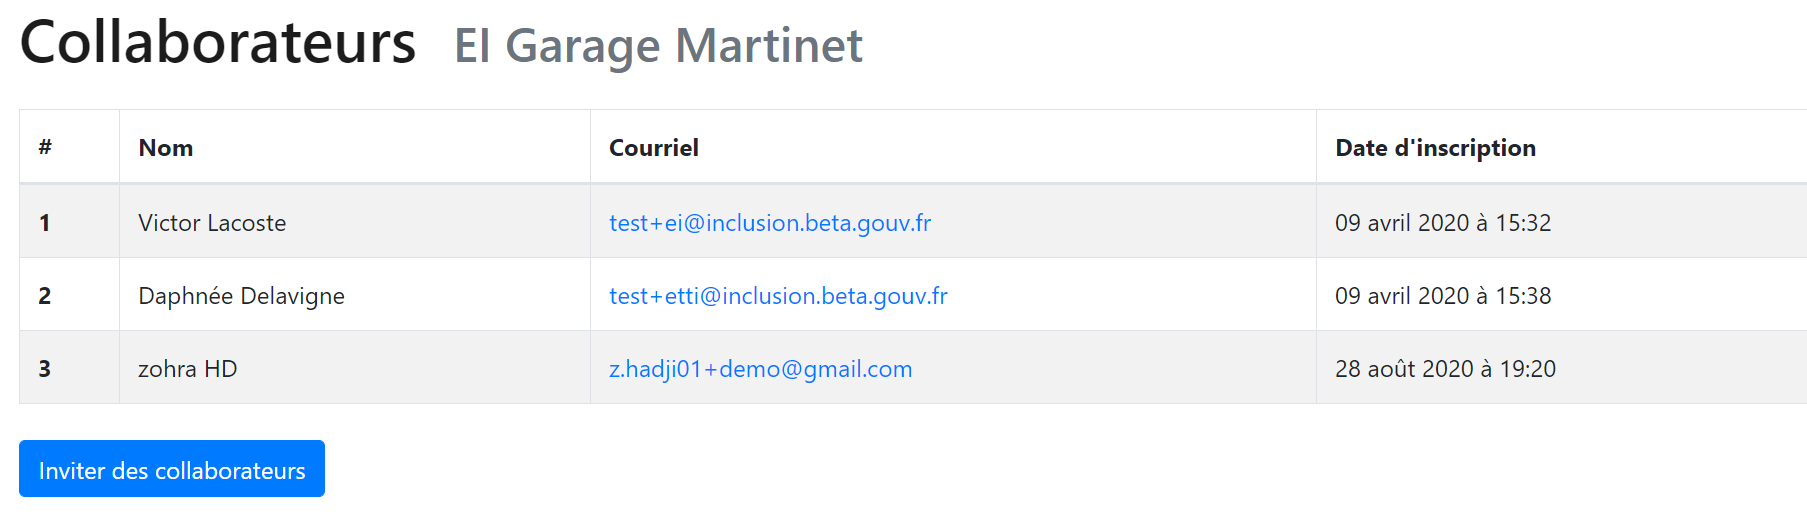 Collaborateurs EI Garage Martinet
# Nom Courriel Date d'inscription
1 Victor Lacoste test+ei@inclusion.beta.gouv.fr 09 avril 2020 à 15:32
2 Daphnée Delavigne test+etti@inclusion.beta.gouv.fr 09 avril 2020 à 15:38
3 zohra HD z.hadji01+demo@gmail.com 28 août 2020 à 19:20
Inviter des collaborateurs